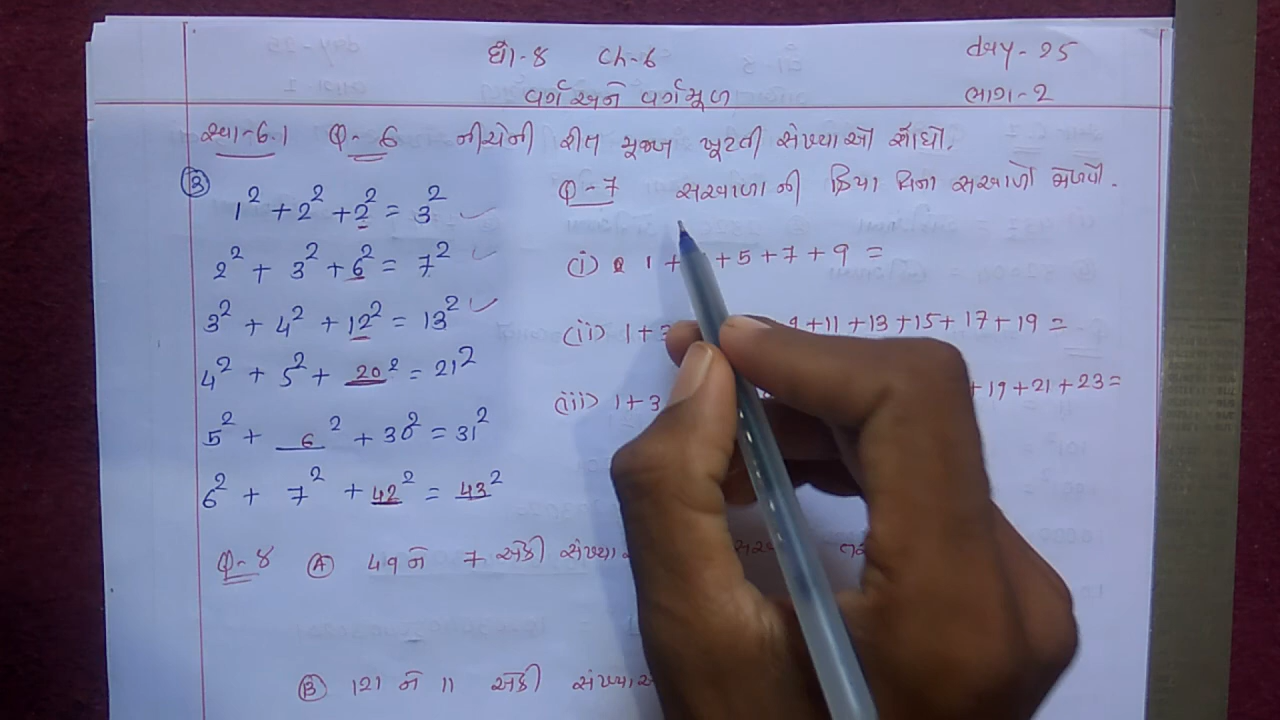 ધો-8 Ch-6 day-25
વર્ગ અને વર્ગમૂળ ભાગ-2
સ્વા-6.1 Q-6 નીચેની રીત મુજબ ખૂટતી સંખ્યાઓ શોધો.
③ 1² + 2² + 2² = 3²
2² + 3² + 6² = 7²
3² + 4² + 12² = 13²
4² + 5² + 20² = 21²
5² + 6² + 30² = 31²
6² + 7² + 42² = 43²
Q-7 સરવાળા ની ક્રિયા વિના સરવાળો મેળવો.
(i) 1 + + 5 + 7 + 9 =
(ii) 1 + 3 9 + 11 + 13 + 15 + 17 + 19 =
(iii) 1 + 3 + 19 + 21 + 23 =
Q-8 Ⓐ 49 ને 7 એકી
Ⓑ 121 ને 11 એકી